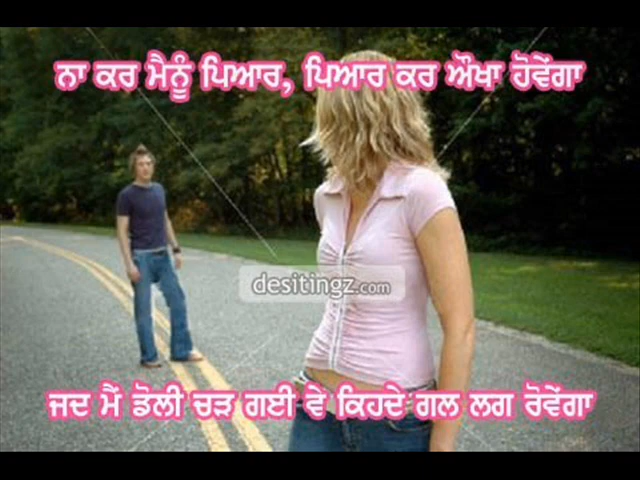 ਨਾ ਕਰ ਮੈਨੂੰ ਪਿਆਰ, ਪਿਆਰ ਕਰ ਔਖਾ ਹੋਵੇਂਗਾ
desitingz.com
ਜਦ ਮੈਂ ਡੋਲੀ ਚੜ ਗਈ ਵੇ ਕਿਹਦੇ ਗਲ ਲਗ ਰੋਵੇਂਗਾ